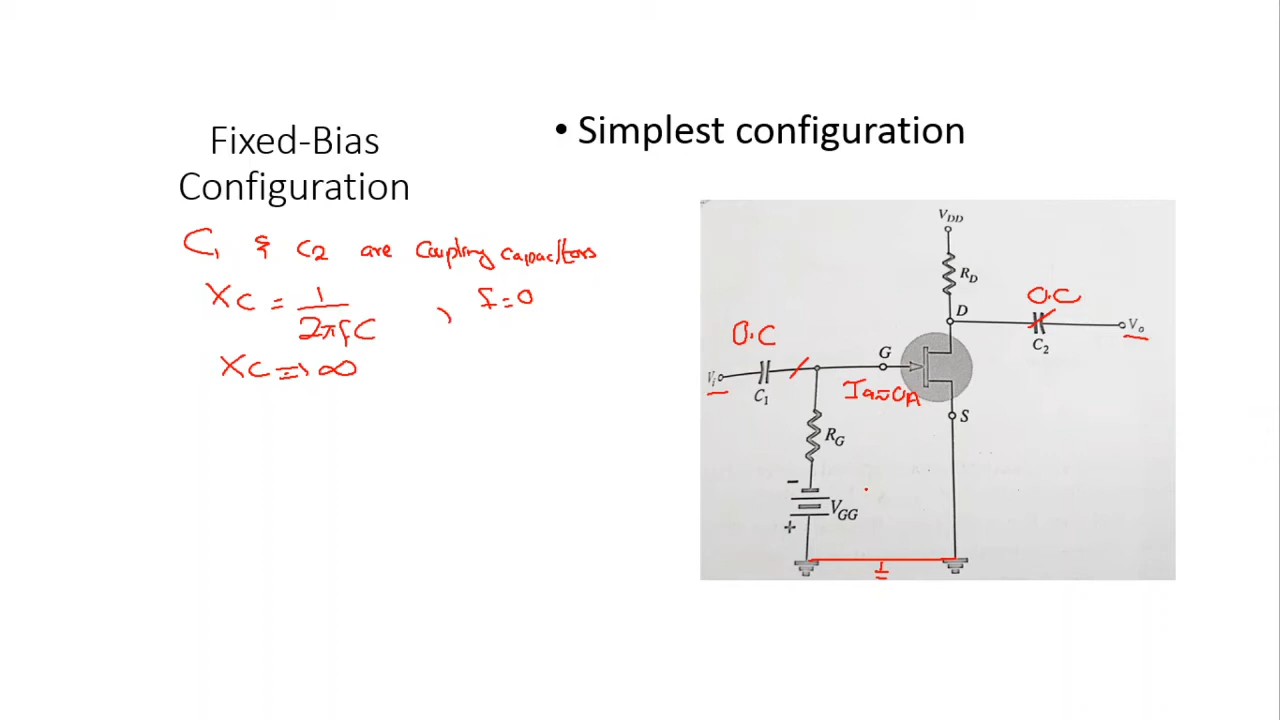 Fixed-Bias
Configuration
• Simplest configuration
C1 & C2 are Coupling Capacitors
XC = 1/2πfC , f=0
XC => ∞
VDD
RD
D
O.C
C2
Vo
O.C
Vi
C1
G
IG≈0A
S
RG
-
VGG
+